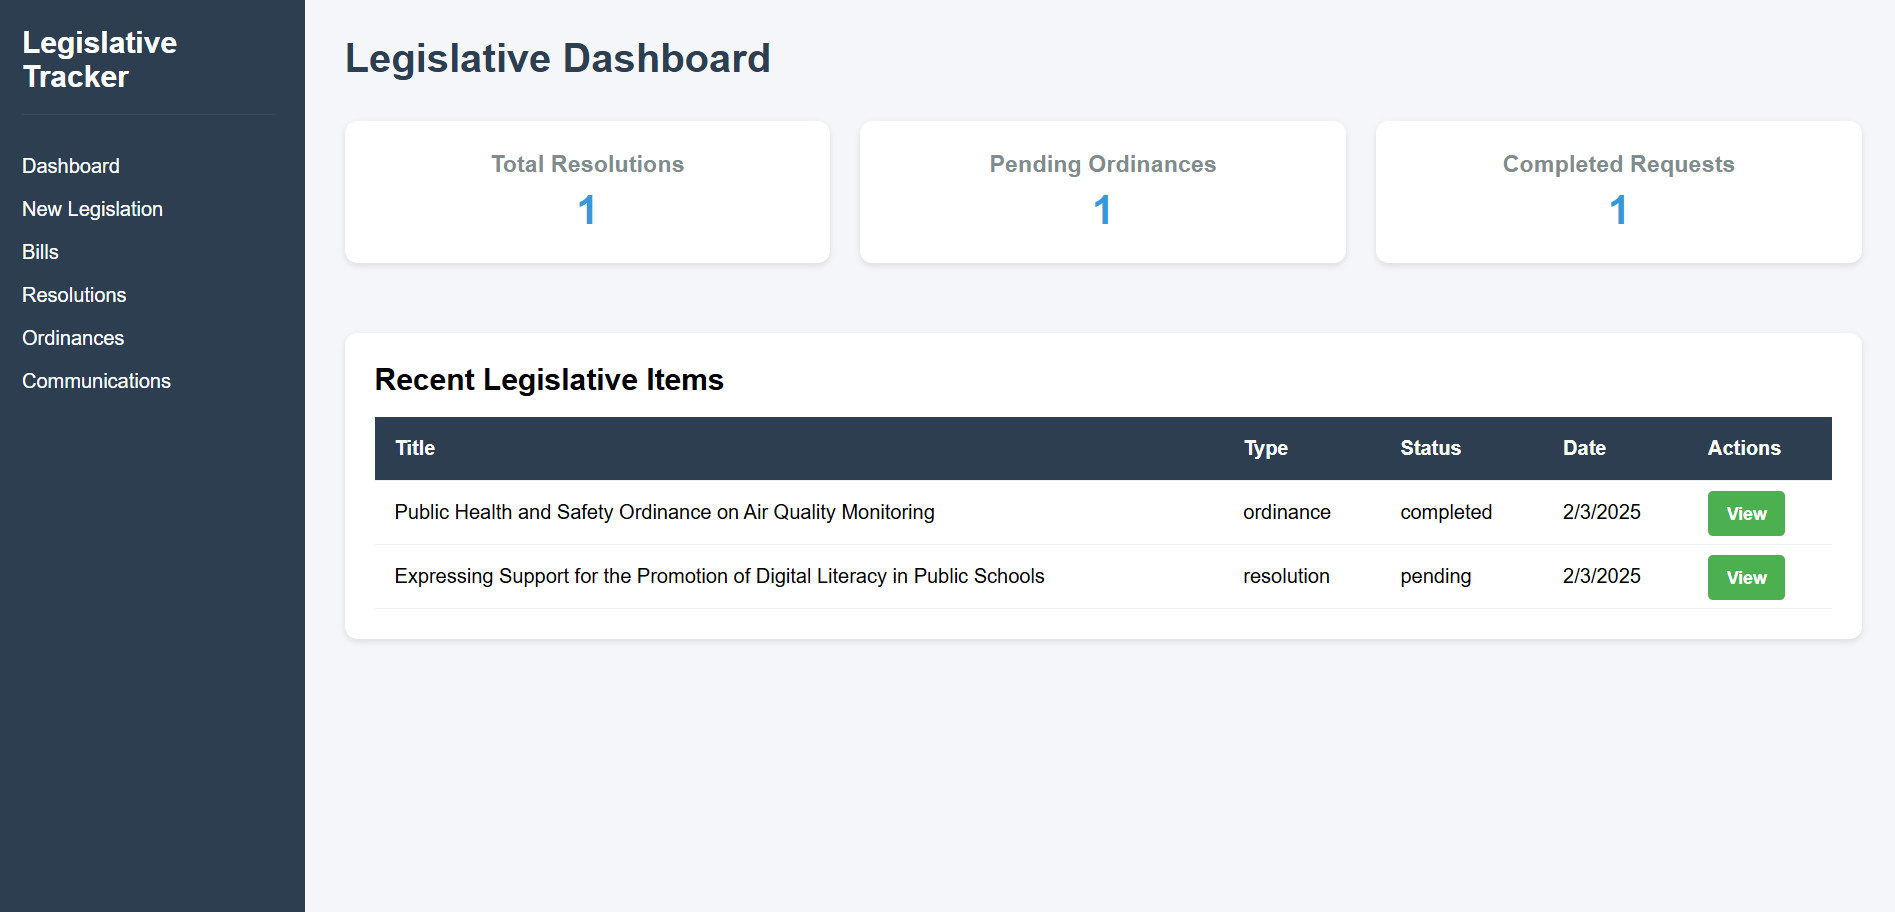 Legislative
Tracker
Dashboard
New Legislation
Bills
Resolutions
Ordinances
Communications
Legislative Dashboard
Total Resolutions
1
Pending Ordinances
1
Completed Requests
1
Recent Legislative Items
Title Type Status Date Actions
Public Health and Safety Ordinance on Air Quality Monitoring ordinance completed 2/3/2025 View
Expressing Support for the Promotion of Digital Literacy in Public Schools resolution pending 2/3/2025 View